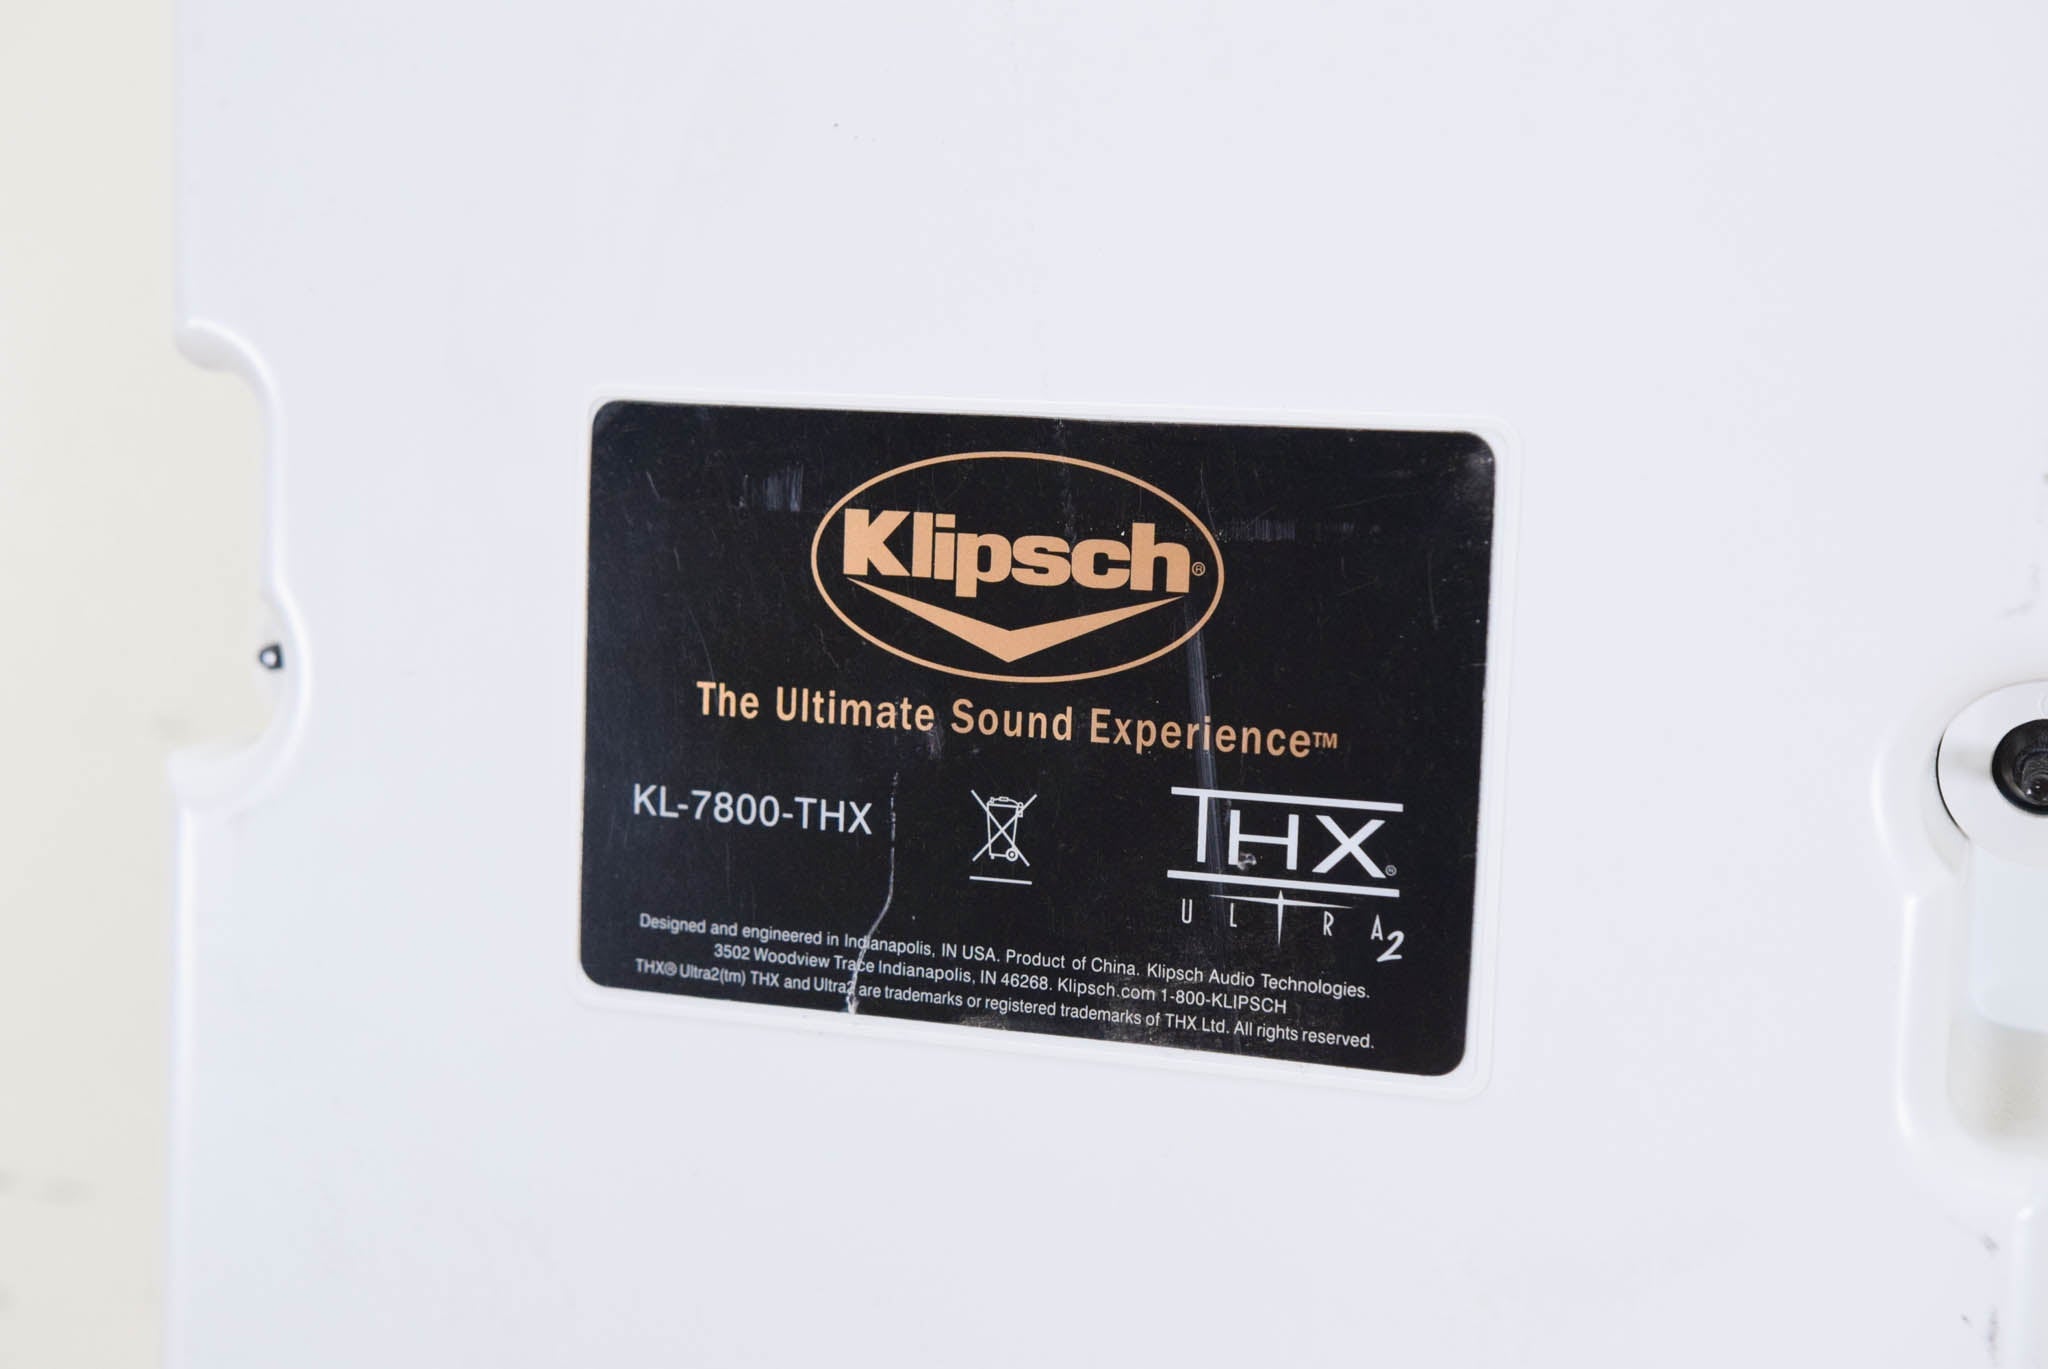 Klipsch®
The Ultimate Sound Experience™
KL-7800-THX
THX®
ULTRA2
Designed and engineered in Indianapolis, IN USA. Product of China. Klipsch Audio Technologies.
3502 Woodview Trace Indianapolis, IN 46268. Klipsch.com 1-800-KLIPSCH
THX® Ultra2(tm) THX and Ultra2 are trademarks or registered trademarks of THX Ltd. All rights reserved.